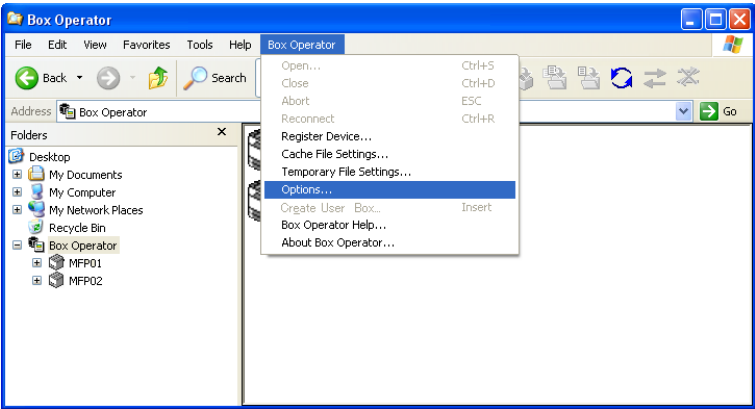 Box Operator
File Edit View Favorites Tools Help Box Operator
Back Search
Address Box Operator Go
Folders
Desktop
My Documents
My Computer
My Network Places
Recycle Bin
Box Operator
MFP01
MFP02
Open... Ctrl+S
Close Ctrl+D
Abort ESC
Reconnect Ctrl+R
Register Device...
Cache File Settings...
Temporary File Settings...
Options...
Create User Box... Insert
Box Operator Help...
About Box Operator...